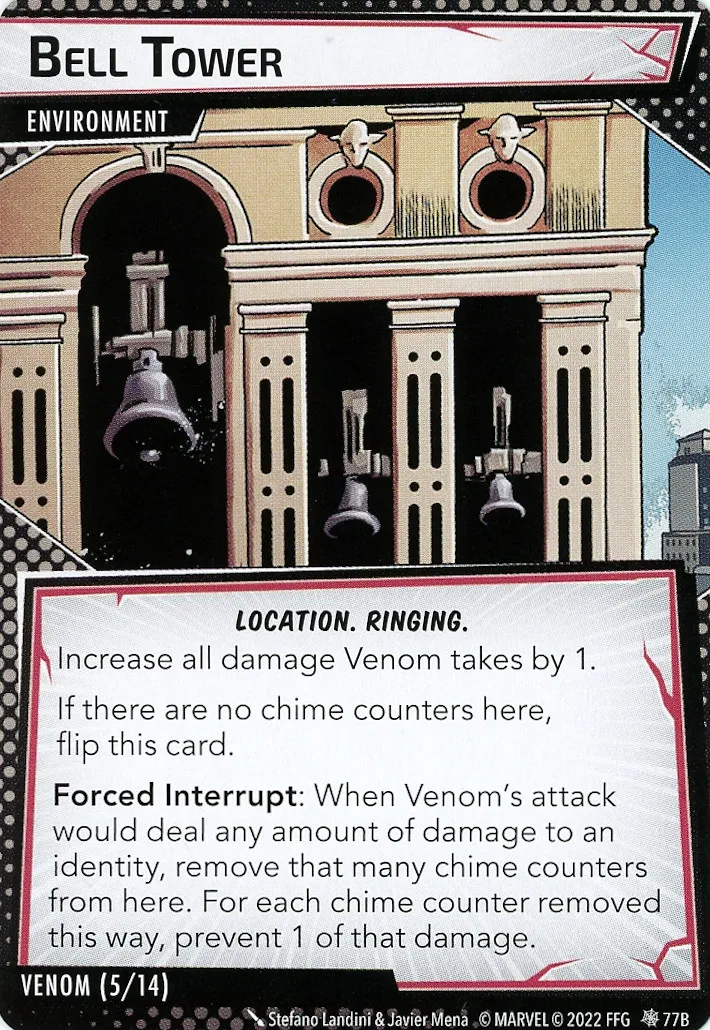 BELL TOWER
ENVIRONMENT
LOCATION. RINGING.
Increase all damage Venom takes by 1.
If there are no chime counters here,
flip this card.
Forced Interrupt: When Venom's attack
would deal any amount of damage to an
identity, remove that many chime counters
from here. For each chime counter removed
this way, prevent 1 of that damage.
VENOM (5/14)
Stefano Landini & Javier Mena © MARVEL © 2022 FFG 77B